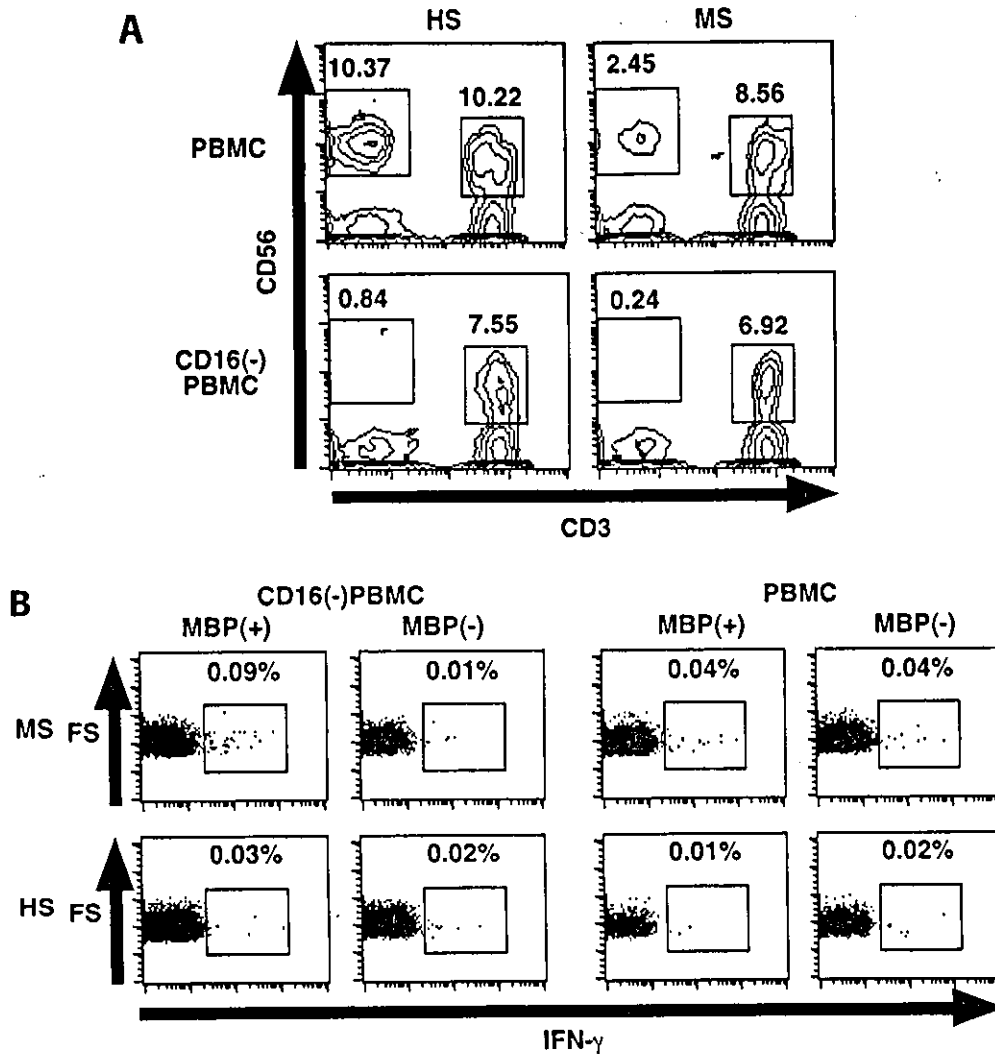 A
HS MS
10.37 10.22 2.45 8.56
PBMC
CD56
0.84 7.55 0.24 6.92
CD16(-)
PBMC
CD3
B
CD16(-)PBMC PBMC
MBP(+) MBP(-) MBP(+) MBP(-)
0.09% 0.01% 0.04% 0.04%
MS FS
0.03% 0.02% 0.01% 0.02%
HS FS
IFN-γ